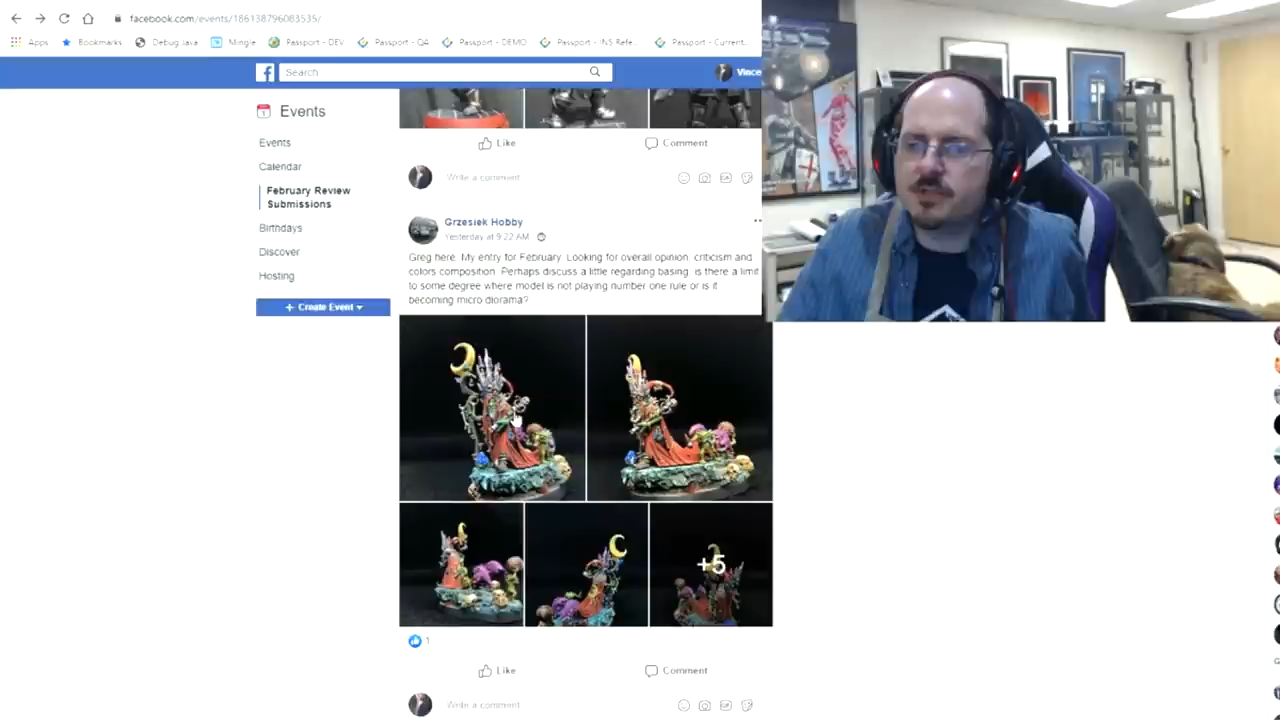 facebook.com/events/186138796083535/
Apps Bookmarks Debug Java Mingle Passport - DEV Passport - QA Passport - DEMO Passport - INS Refe... Passport - Current...
Search
Vince
Events
Events
Calendar
February Review
Submissions
Birthdays
Discover
Hosting
+ Create Event
Like Comment
Write a comment
Grzesiek Hobby
Yesterday at 9:22 AM
Greg here. My entry for February. Looking for overall opinion, criticism and
colors composition. Perhaps discuss a little regarding basing, is there a limit
to some degree where model is not playing number one rule or is it
becoming micro diorama?
+5
1
Like Comment
Write a comment